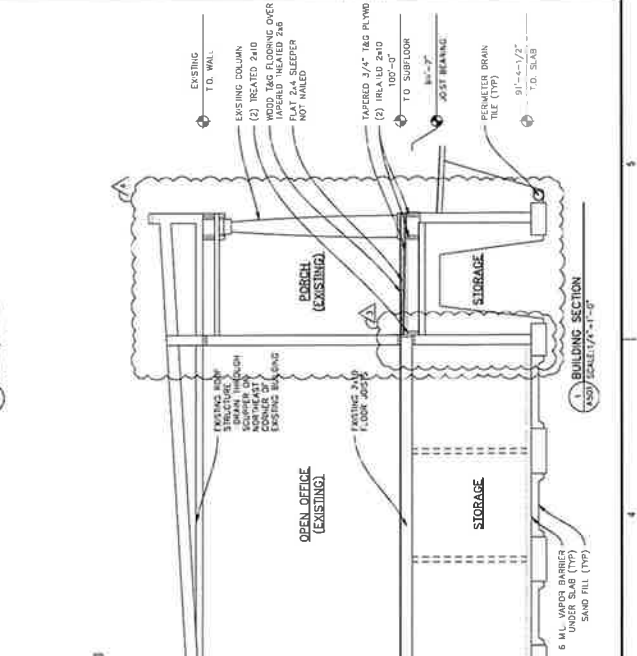 EXISTING
T.O. WALL
EXISTING COLUMN
(2) TREATED 2x10
WOOD T&G FLOORING OVER
TAPERED TREATED 2x6
FLAT 2x4 SLEEPER
NOT NAILED
TAPERED 3/4" T&G PLYWD
(2) TREATED 2x10
100'-0"
T.O SUBFLOOR
JOIST BEARING
PERIMETER DRAIN
TILE (TYP)
91'-4-1/2"
T.O. SLAB
PORCH
(EXISTING)
STORAGE
EXISTING ROOF
STRUCTURE -
DRAIN THROUGH
SCUPPER ON
NORTHEAST
CORNER OF
EXISTING BUILDING
EXISTING 2x10
FLOOR JOISTS
OPEN OFFICE
(EXISTING)
STORAGE
6 MIL. VAPOR BARRIER
UNDER SLAB (TYP)
SAND FILL (TYP)
1
BUILDING SECTION
A501 SCALE:1/4"=1'-0"
4
5